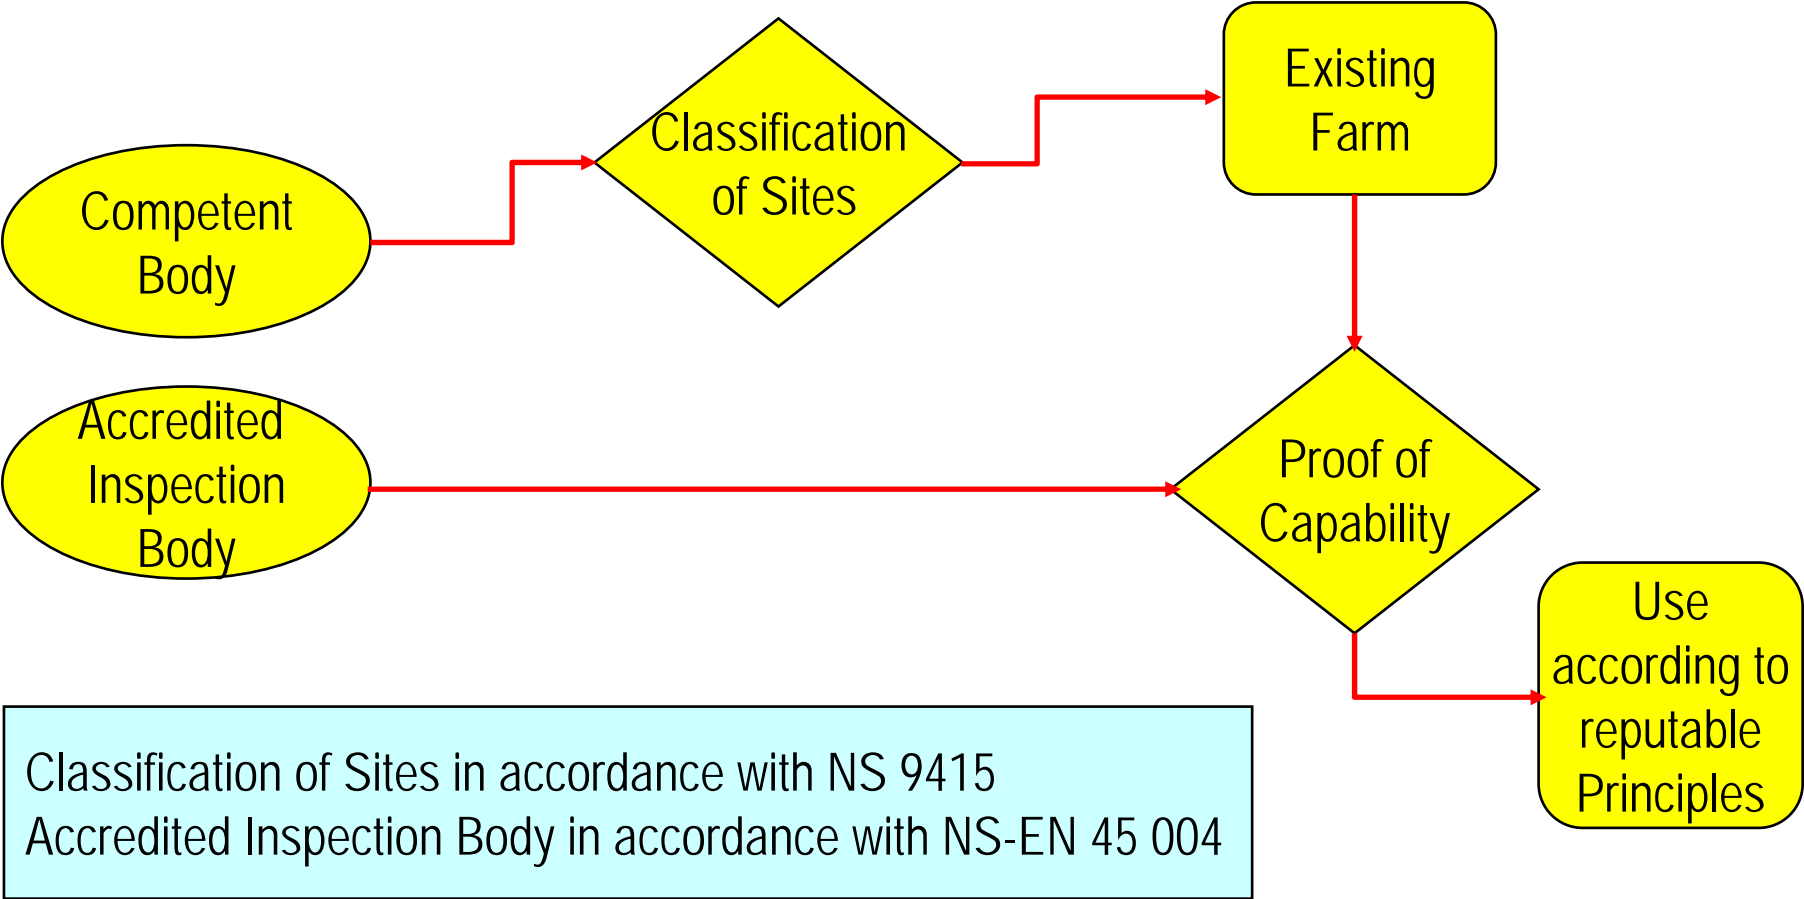 Existing
Farm
Classification
of Sites
Competent
Body
Accredited
Inspection
Body
Proof of
Capability
Use
according to
reputable
Principles
Classification of Sites in accordance with NS 9415
Accredited Inspection Body in accordance with NS-EN 45 004